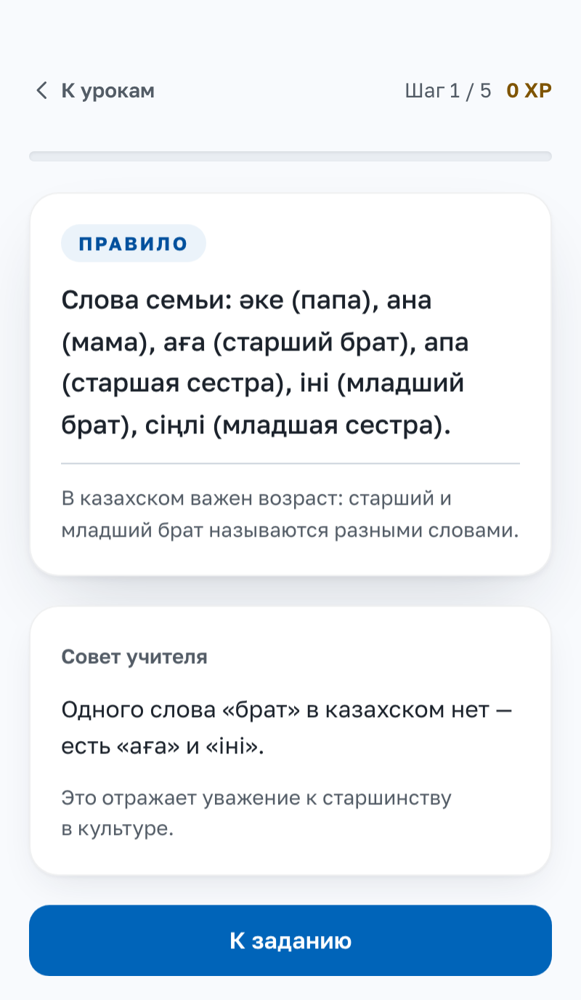 К урокам
Шаг 1 / 5 0 XP
ПРАВИЛО
Слова семьи: әке (папа), ана
(мама), аға (старший брат), апа
(старшая сестра), іні (младший
брат), сіңлі (младшая сестра).
В казахском важен возраст: старший и
младший брат называются разными словами.
Совет учителя
Одного слова «брат» в казахском нет —
есть «аға» и «іні».
Это отражает уважение к старшинству
в культуре.
К заданию